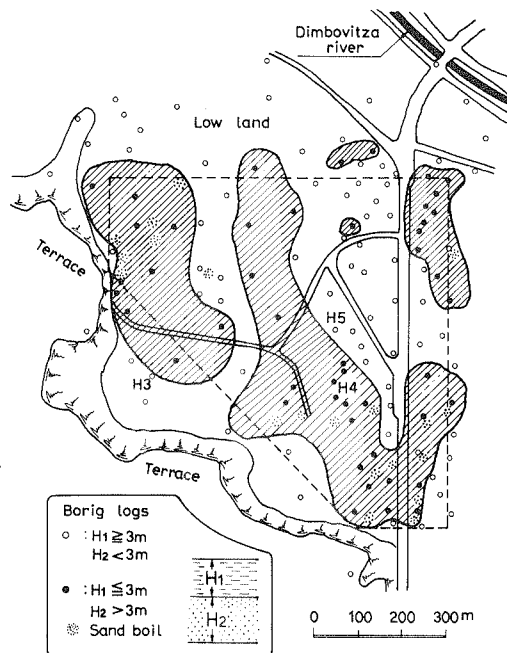 Dimbovitza
river
Low land
Terrace
H5
H3
H4
Terrace
Borig logs
: H1 ≧ 3m
H2 < 3m
: H1 ≦ 3m
H2 > 3m
Sand boil
H1
H2
0 100 200 300 m